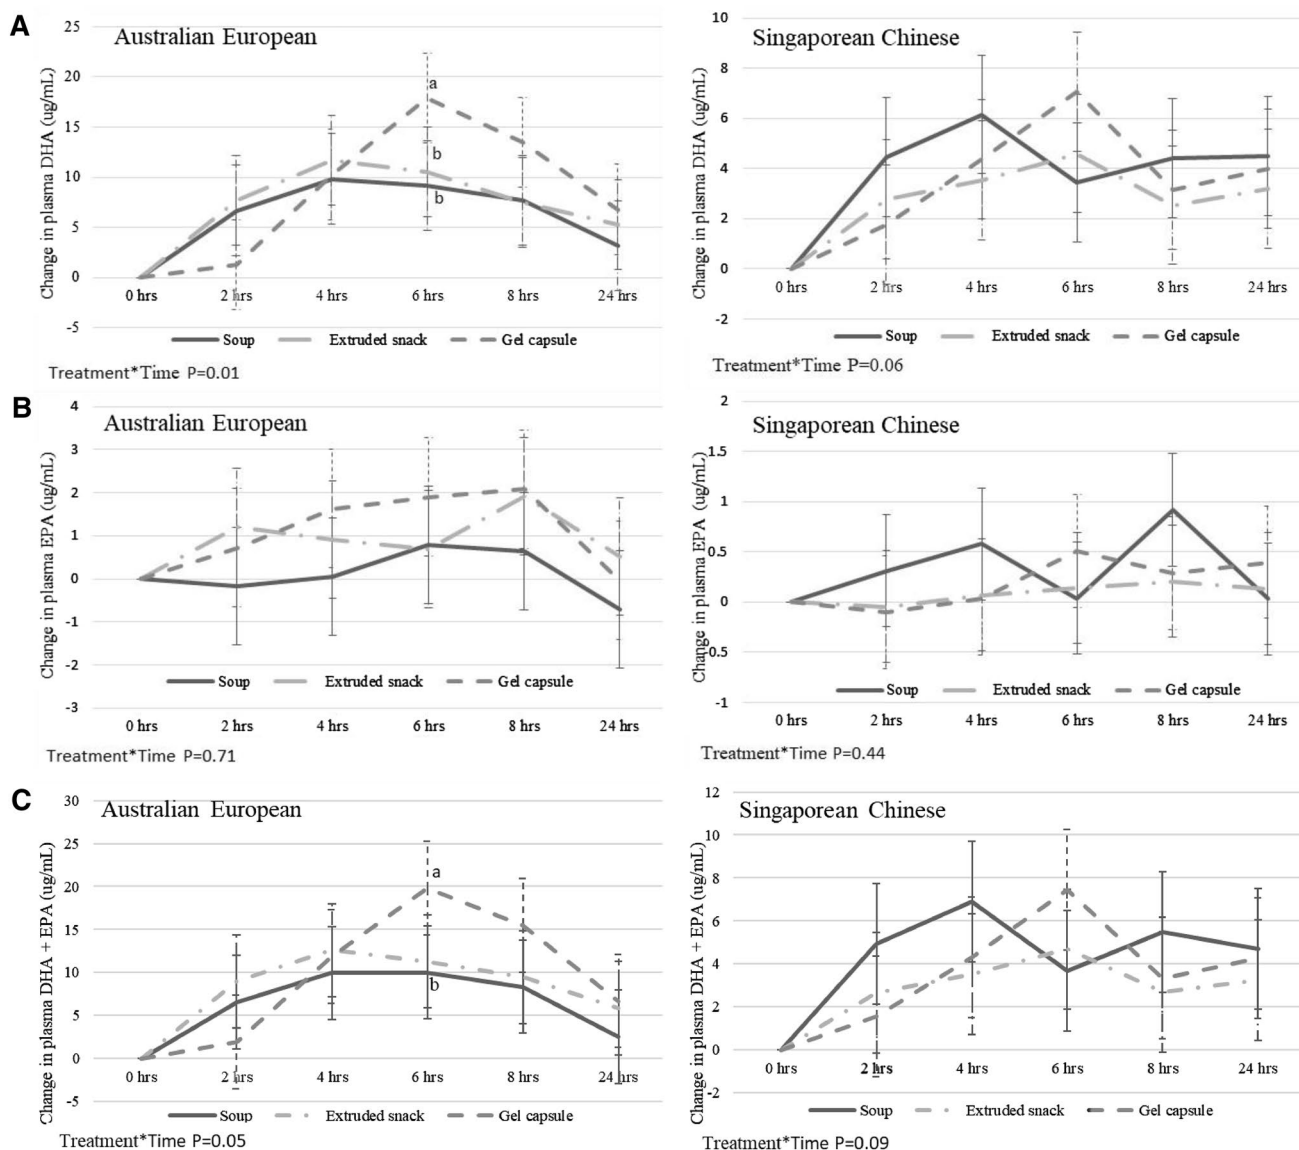 A
Australian European
Change in plasma DHA (ug/mL)
25
20
15
10
5
0
-5
a
b
b
0 hrs 2 hrs 4 hrs 6 hrs 8 hrs 24 hrs
Soup Extruded snack Gel capsule
Treatment*Time P=0.01
Singaporean Chinese
Change in plasma DHA (ug/mL)
10
8
6
4
2
0
-2
0 hrs 2 hrs 4 hrs 6 hrs 8 hrs 24 hrs
Soup Extruded snack Gel capsule
Treatment*Time P=0.06
B
Australian European
Change in plasma EPA (ug/mL)
4
3
2
1
0
-1
-2
-3
Soup Extruded snack Gel capsule
0 hrs 2 hrs 4 hrs 6 hrs 8 hrs 24 hrs
Treatment*Time P=0.71
Singaporean Chinese
Change in plasma EPA (ug/mL)
2
1.5
1
0.5
0
-0.5
-1
Soup Extruded snack Gel capsule
0 hrs 2 hrs 4 hrs 6 hrs 8 hrs 24 hrs
Treatment*Time P=0.44
C
Australian European
Change in plasma DHA + EPA (ug/mL)
30
25
20
15
10
5
0
-5
a
b
0 hrs 2 hrs 4 hrs 6 hrs 8 hrs 24 hrs
Soup Extruded snack Gel capsule
Treatment*Time P=0.05
Singaporean Chinese
Change in plasma DHA + EPA (ug/mL)
12
10
8
6
4
2
0
-2
0 hrs 2 hrs 4 hrs 6 hrs 8 hrs 24 hrs
Soup Extruded snack Gel capsule
Treatment*Time P=0.09